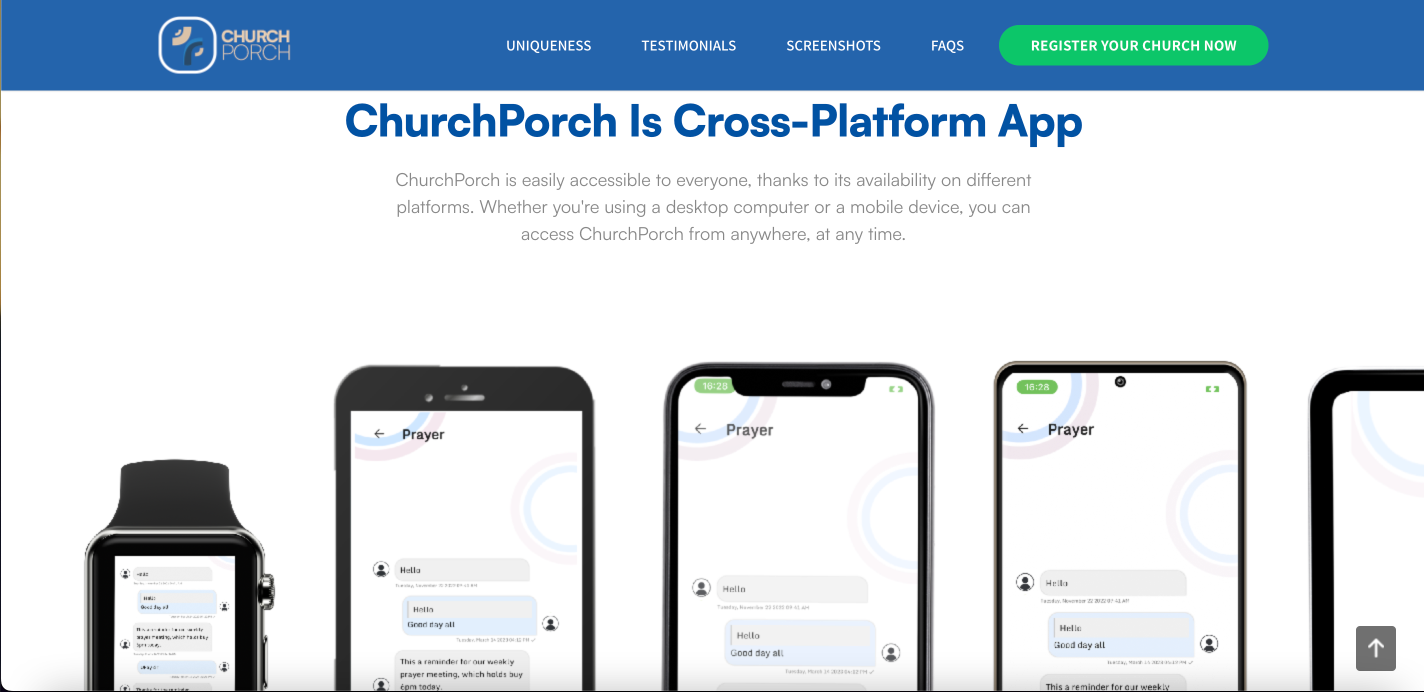 CHURCH
PORCH
UNIQUENESS
TESTIMONIALS
SCREENSHOTS
FAQS
REGISTER YOUR CHURCH NOW
ChurchPorch Is Cross-Platform App
ChurchPorch is easily accessible to everyone, thanks to its availability on different
platforms. Whether you're using a desktop computer or a mobile device, you can
access ChurchPorch from anywhere, at any time.
Hello
Hello
Good day all
This is a reminder for our weekly
prayer meeting, which holds buy
6pm today.
Prayer
Hello
Hello
Good day all
This is a reminder for our weekly
prayer meeting, which holds buy
6pm today.
16:28
Prayer
Hello
Hello
Good day all
16:28
Prayer
Hello
Hello
Good day all
This is a reminder for our weekly